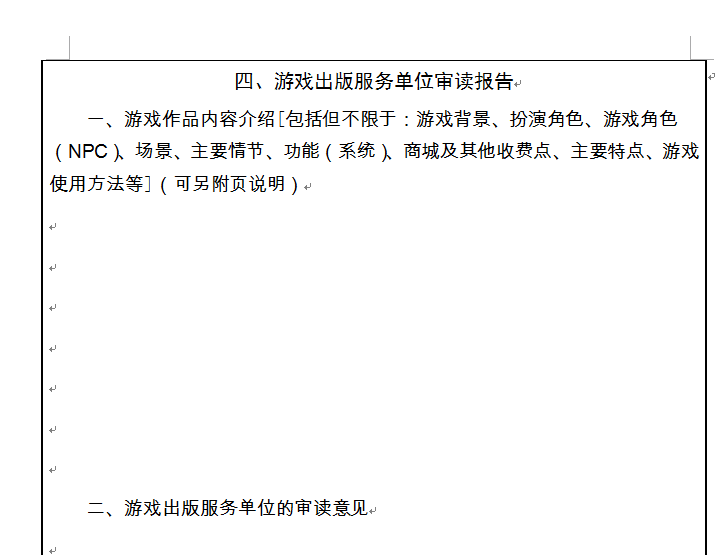 四、游戏出版服务单位审读报告
一、游戏作品内容介绍[包括但不限于：游戏背景、扮演角色、游戏角色
（NPC）、场景、主要情节、功能（系统）、商城及其他收费点、主要特点、游戏
使用方法等]（可另附页说明）
二、游戏出版服务单位的审读意见